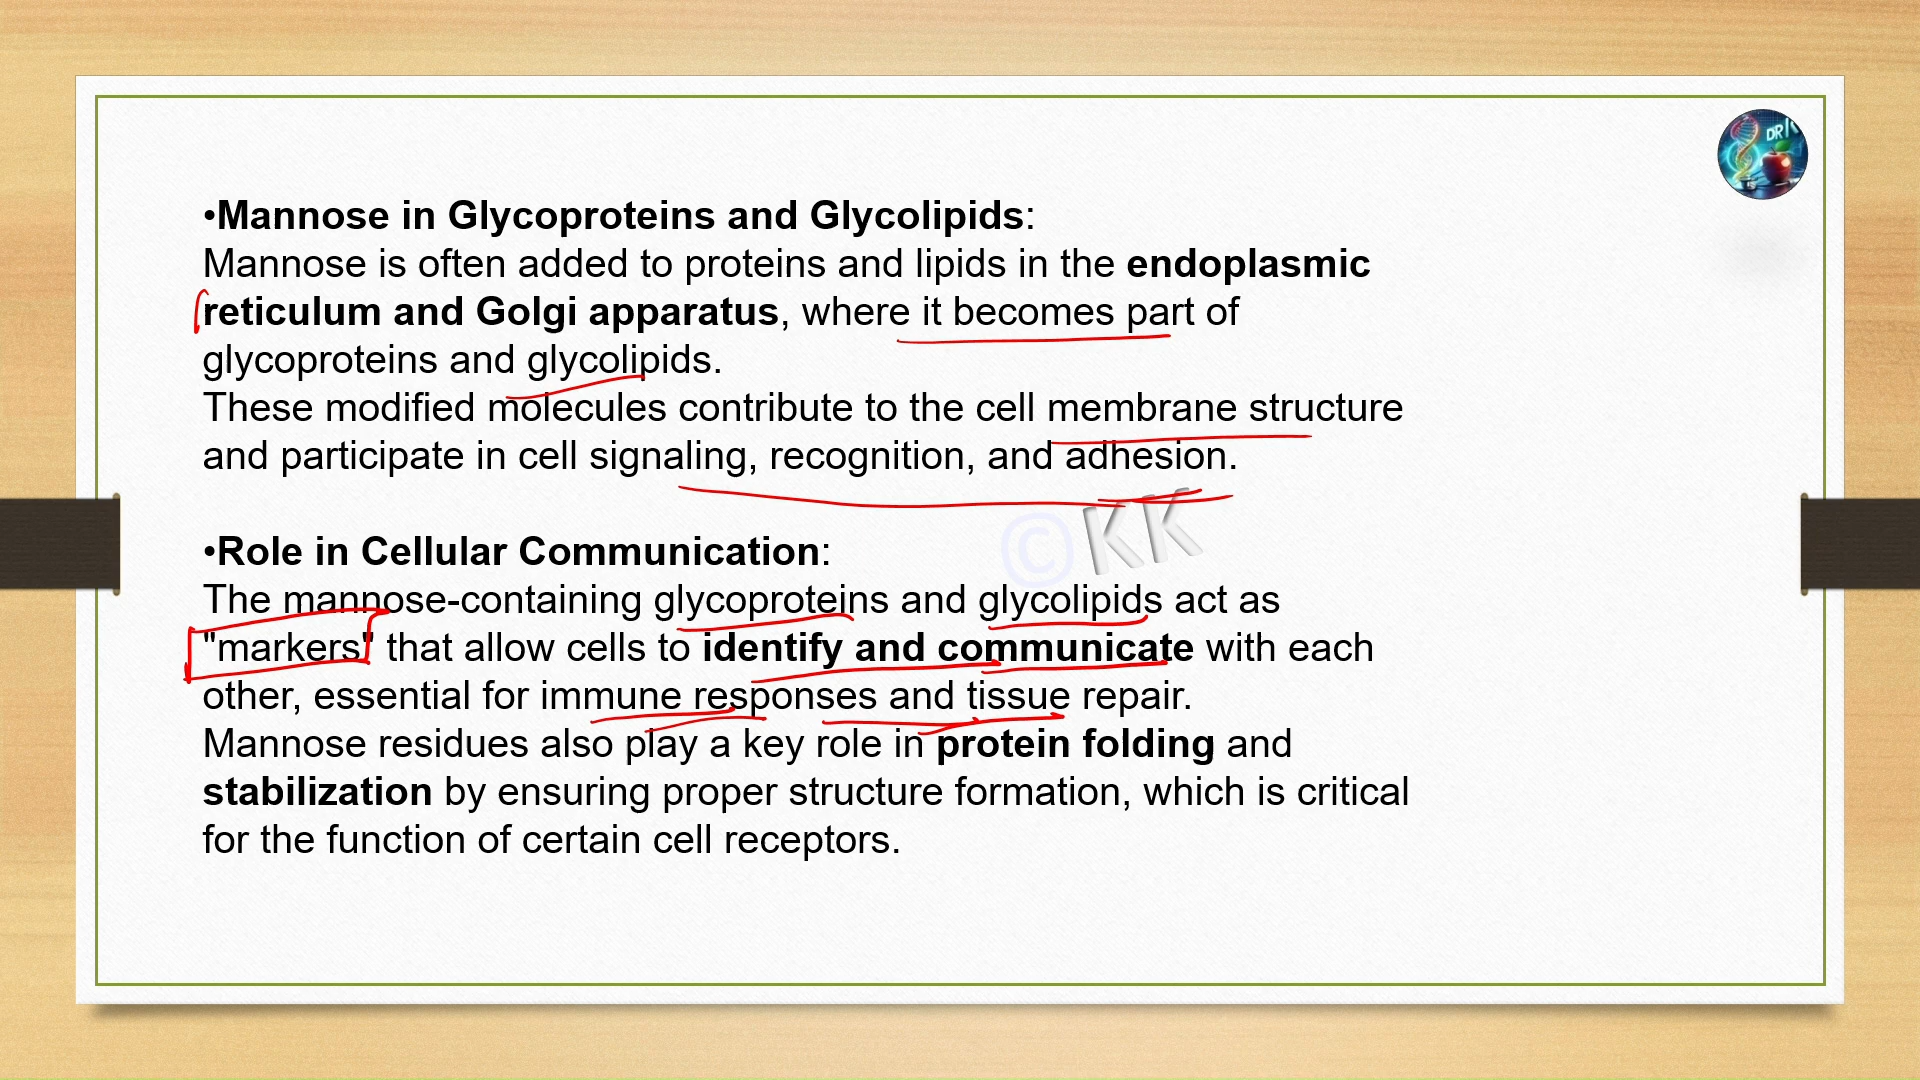 •Mannose in Glycoproteins and Glycolipids:
Mannose is often added to proteins and lipids in the endoplasmic
reticulum and Golgi apparatus, where it becomes part of
glycoproteins and glycolipids.
These modified molecules contribute to the cell membrane structure
and participate in cell signaling, recognition, and adhesion.
©KK
•Role in Cellular Communication:
The mannose-containing glycoproteins and glycolipids act as
"markers" that allow cells to identify and communicate with each
other, essential for immune responses and tissue repair.
Mannose residues also play a key role in protein folding and
stabilization by ensuring proper structure formation, which is critical
for the function of certain cell receptors.
DR